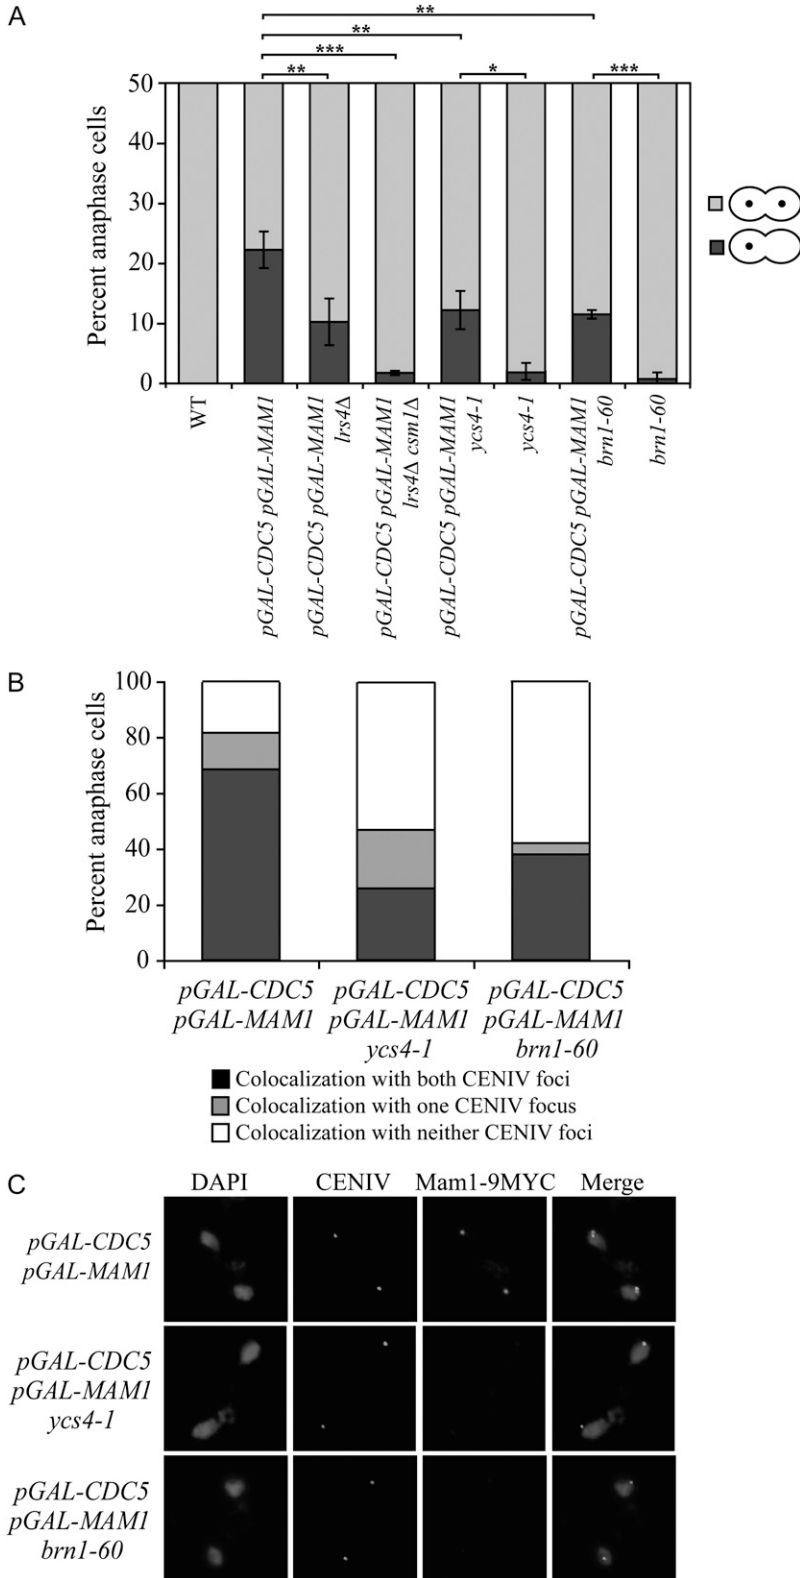 A
**
**
***
**
*
***
50
40
30
20
10
0
Percent anaphase cells
WT
pGAL-CDC5 pGAL-MAM1
pGAL-CDC5 pGAL-MAM1
lrs4Δ
pGAL-CDC5 pGAL-MAM1
lrs4Δ csm1Δ
pGAL-CDC5 pGAL-MAM1
ycs4-1
ycs4-1
pGAL-CDC5 pGAL-MAM1
brn1-60
brn1-60
B
100
80
60
40
20
0
Percent anaphase cells
pGAL-CDC5
pGAL-MAM1
pGAL-CDC5
pGAL-MAM1
ycs4-1
pGAL-CDC5
pGAL-MAM1
brn1-60
Colocalization with both CENIV foci
Colocalization with one CENIV focus
Colocalization with neither CENIV foci
C
DAPI CENIV Mam1-9MYC Merge
pGAL-CDC5
pGAL-MAM1
pGAL-CDC5
pGAL-MAM1
ycs4-1
pGAL-CDC5
pGAL-MAM1
brn1-60